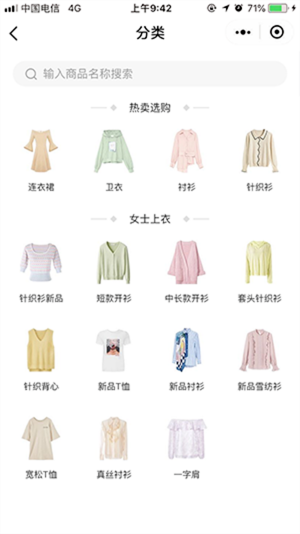 中国电信 4G 上午9:42 71%
分类
输入商品名称搜索
热卖选购
连衣裙 卫衣 衬衫 针织衫
女士上衣
针织衫新品 短款开衫 中长款开衫 套头针织衫
针织背心 新品T恤 新品衬衫 新品雪纺衫
宽松T恤 真丝衬衫 一字肩